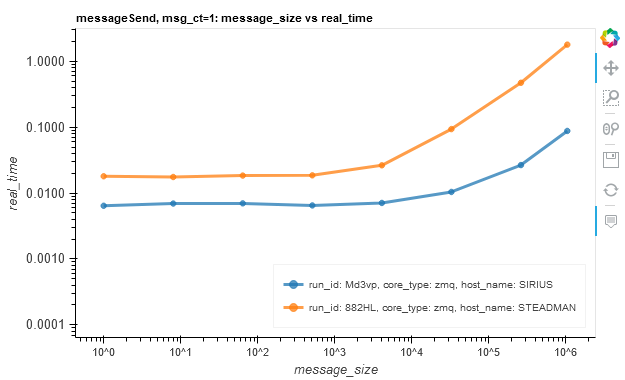 messageSend, msg_ct=1: message_size vs real_time
1.0000
0.1000
0.0100
0.0010
0.0001
real_time
run_id: Md3vp, core_type: zmq, host_name: SIRIUS
run_id: 882HL, core_type: zmq, host_name: STEADMAN
10^0 10^1 10^2 10^3 10^4 10^5 10^6
message_size